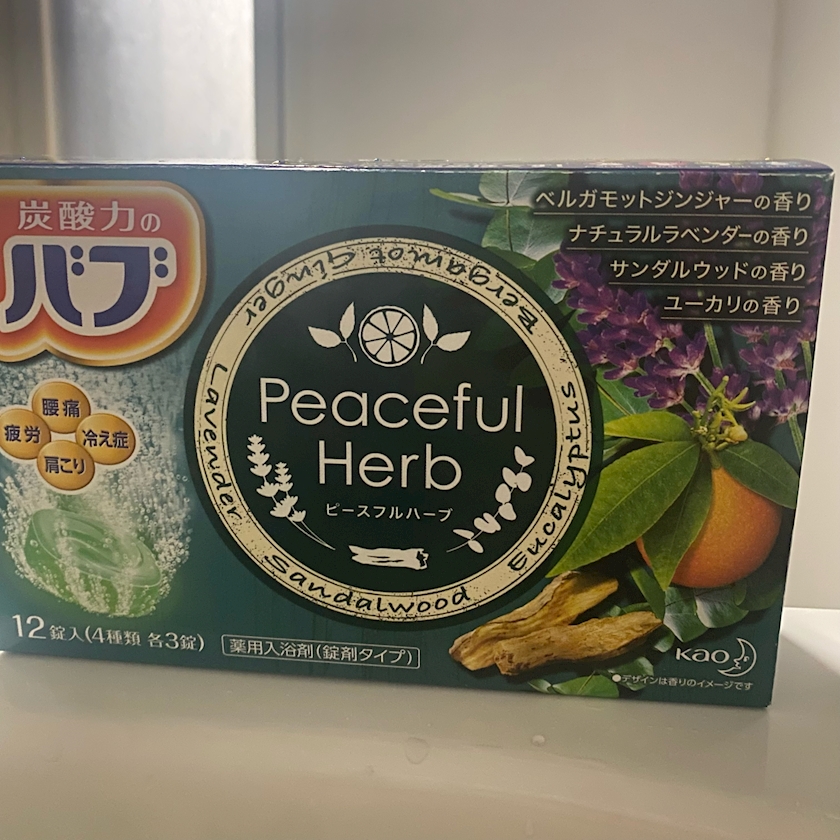 炭酸力の
バブ
腰痛
疲労
冷え症
肩こり
12錠入(4種類 各3錠)
薬用入浴剤(錠剤タイプ)
Bergamot Ginger
Lavender
Peaceful
Herb
ピースフルハーブ
Eucalyptus
Sandalwood
ベルガモットジンジャーの香り
ナチュラルラベンダーの香り
サンダルウッドの香り
ユーカリの香り
Kao
●デザインは香りのイメージです